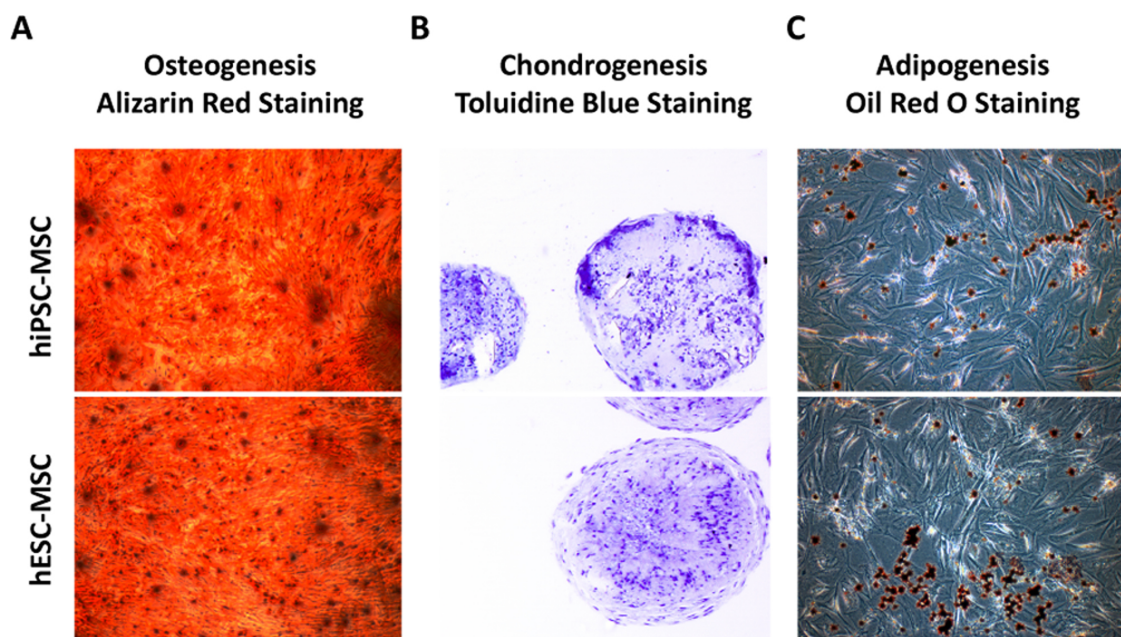 A
Osteogenesis
Alizarin Red Staining
B
Chondrogenesis
Toluidine Blue Staining
C
Adipogenesis
Oil Red O Staining
hiPSC-MSC
hESC-MSC